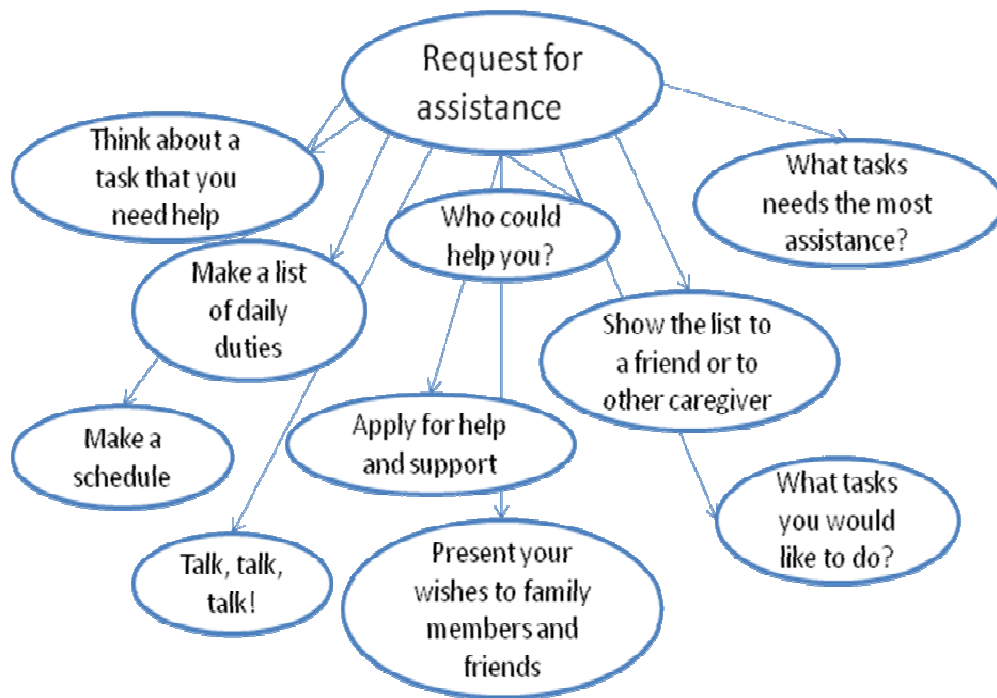 Request for
assistance
Think about a
task that you
need help
What tasks
needs the most
assistance?
Who could
help you?
Make a list
of daily
duties
Show the list to
a friend or to
other caregiver
Make a
schedule
Apply for help
and support
What tasks
you would
like to do?
Talk, talk,
talk!
Present your
wishes to family
members and
friends